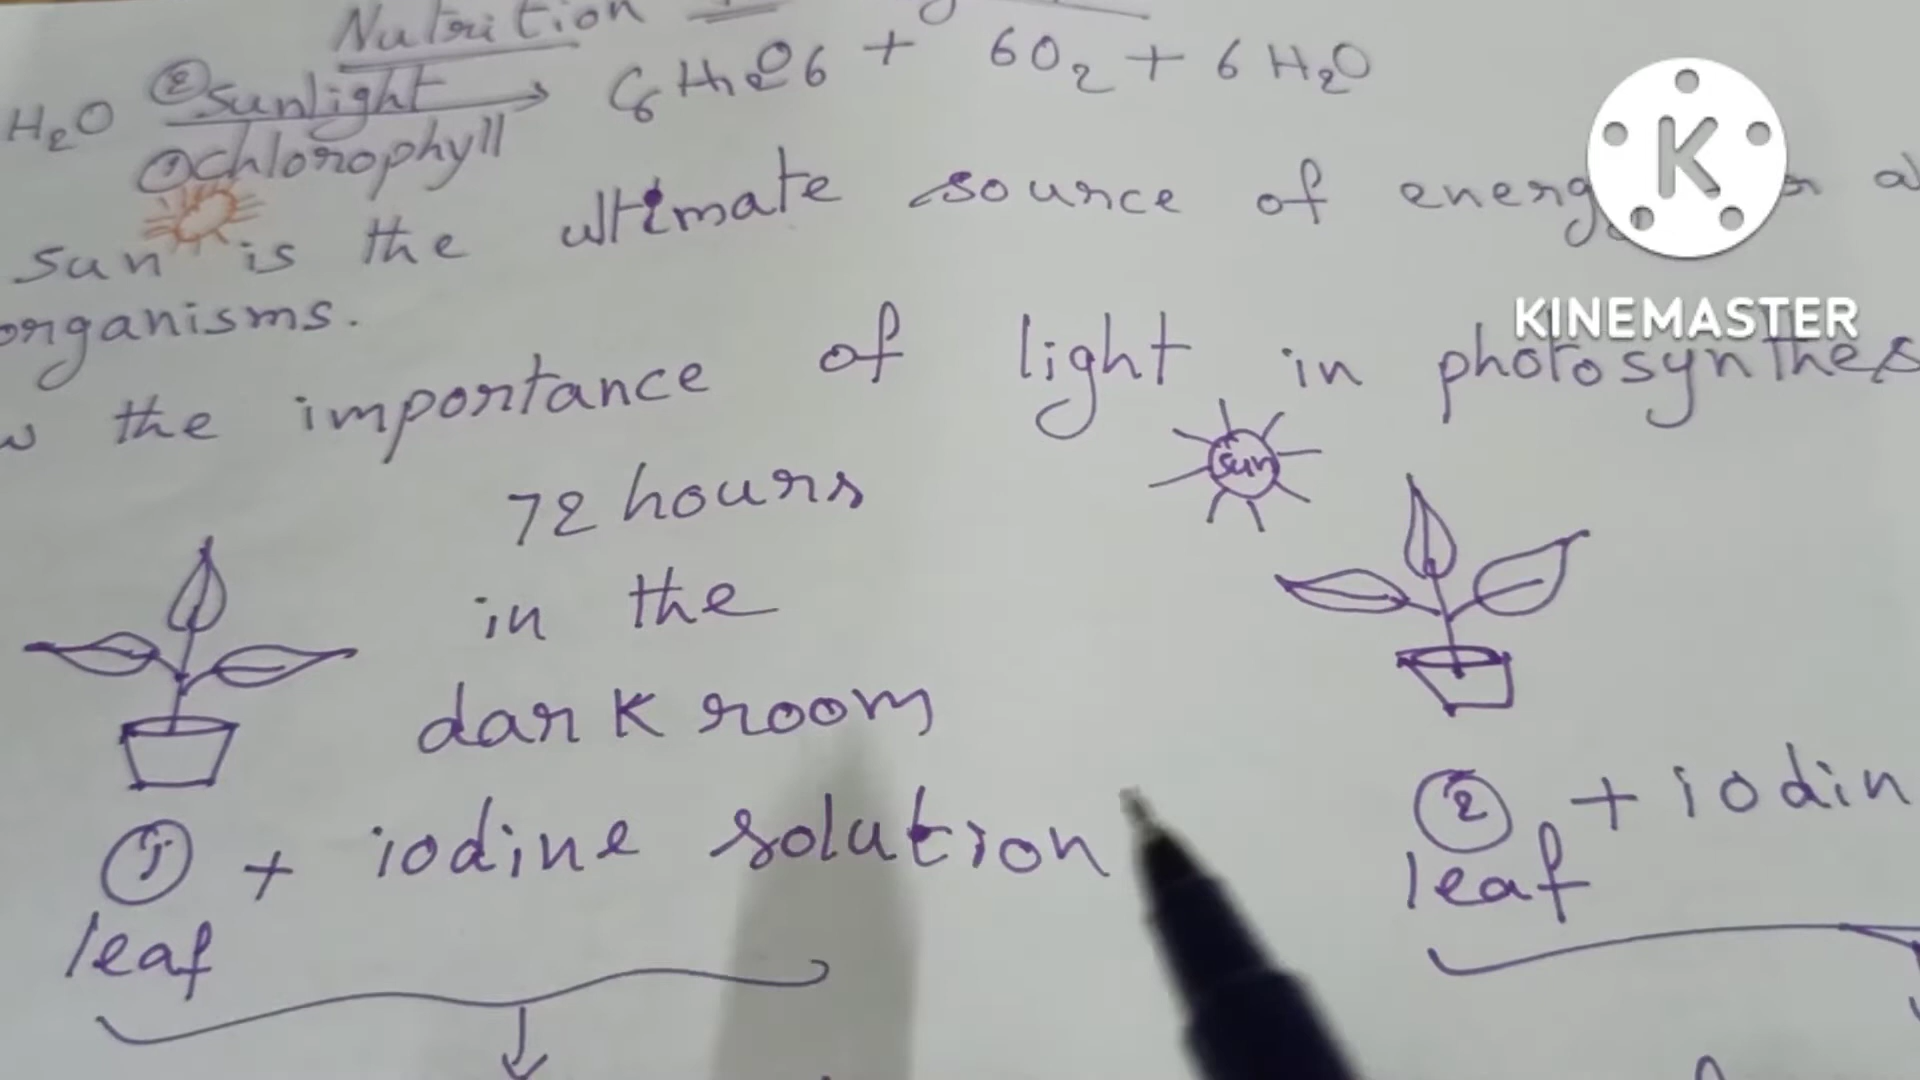 Nutrition
H2O ② sunlight → C6H12O6 + 6O2 + 6H2O
① chlorophyll
sun is the ultimate source of energy
organisms.
the importance of light in photosynthes
sun
72 hours
in the
dark room
① + iodine solution
leaf
② + iodin
leaf
K
KINEMASTER